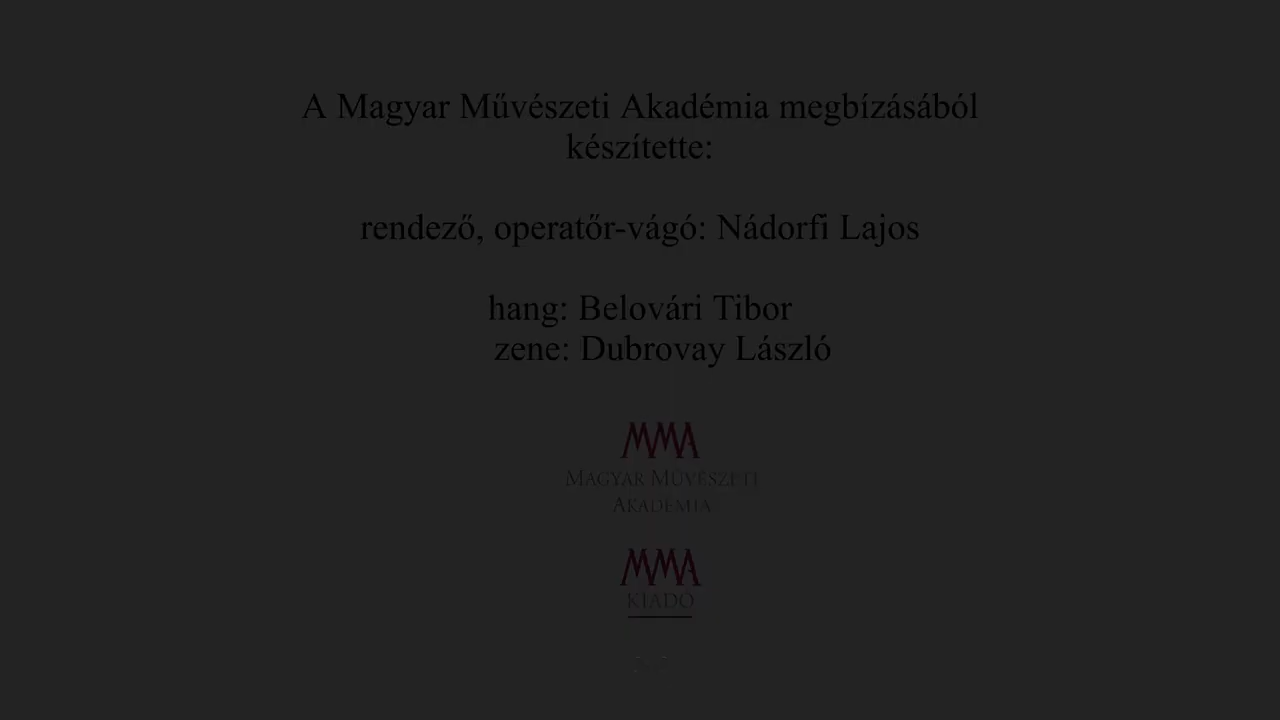 A Magyar Művészeti Akadémia megbízásából
készítette:
rendező, operatőr-vágó: Nádorfi Lajos
hang: Belovári Tibor
zene: Dubrovay László
MMA
MAGYAR MŰVÉSZETI
AKADÉMIA
MMA
KIADÓ